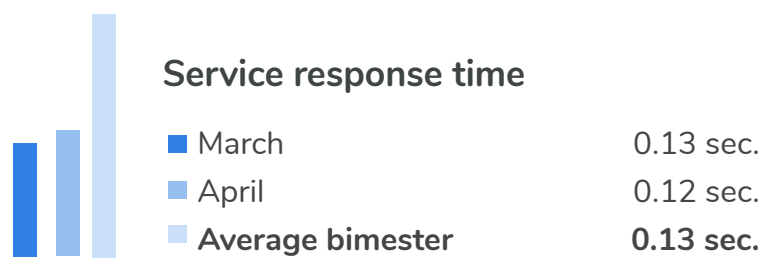 Service response time
March 0.13 sec.
April 0.12 sec.
Average bimester 0.13 sec.